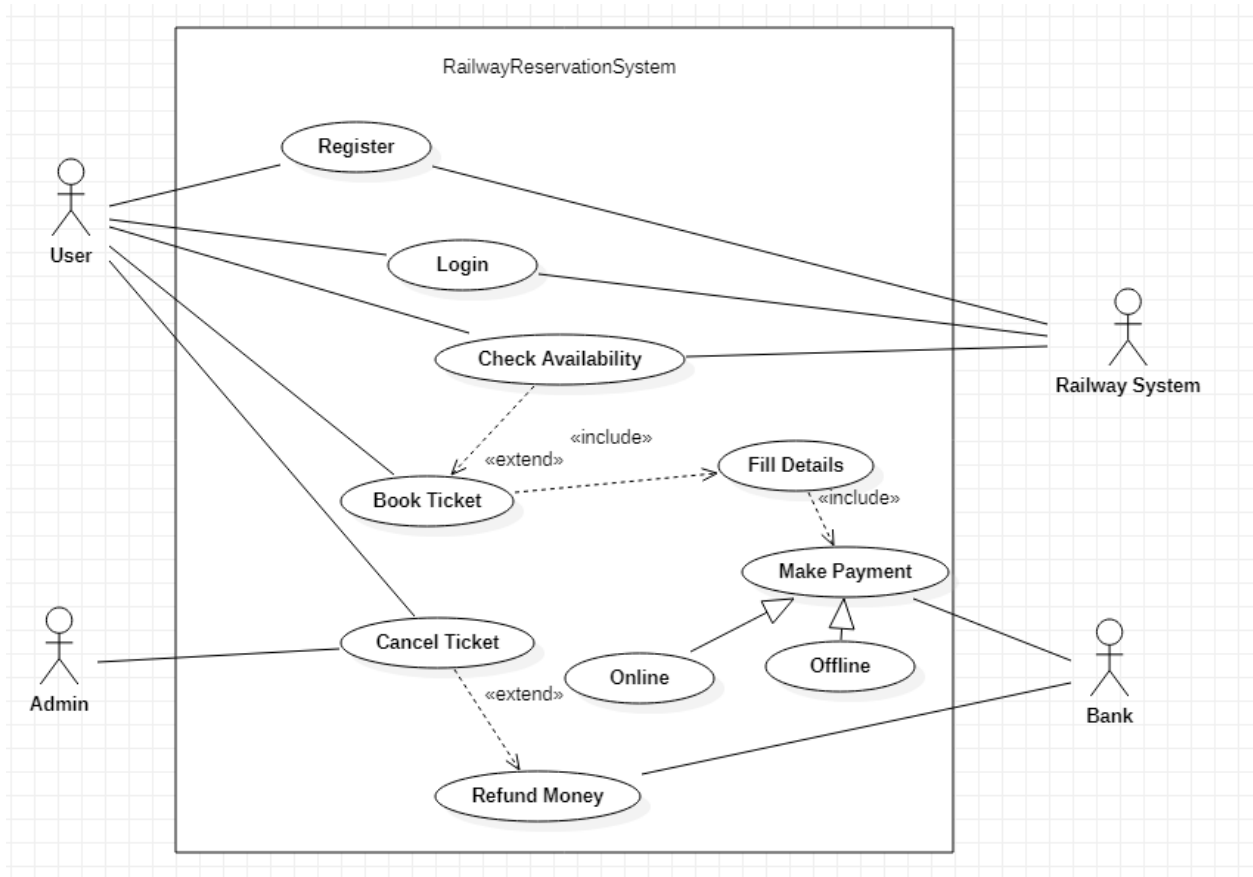 RailwayReservationSystem
Register
User
Login
Check Availability
Railway System
«include»
«extend»
Fill Details
Book Ticket
«include»
Make Payment
Cancel Ticket
Online
Offline
Admin
«extend»
Bank
Refund Money